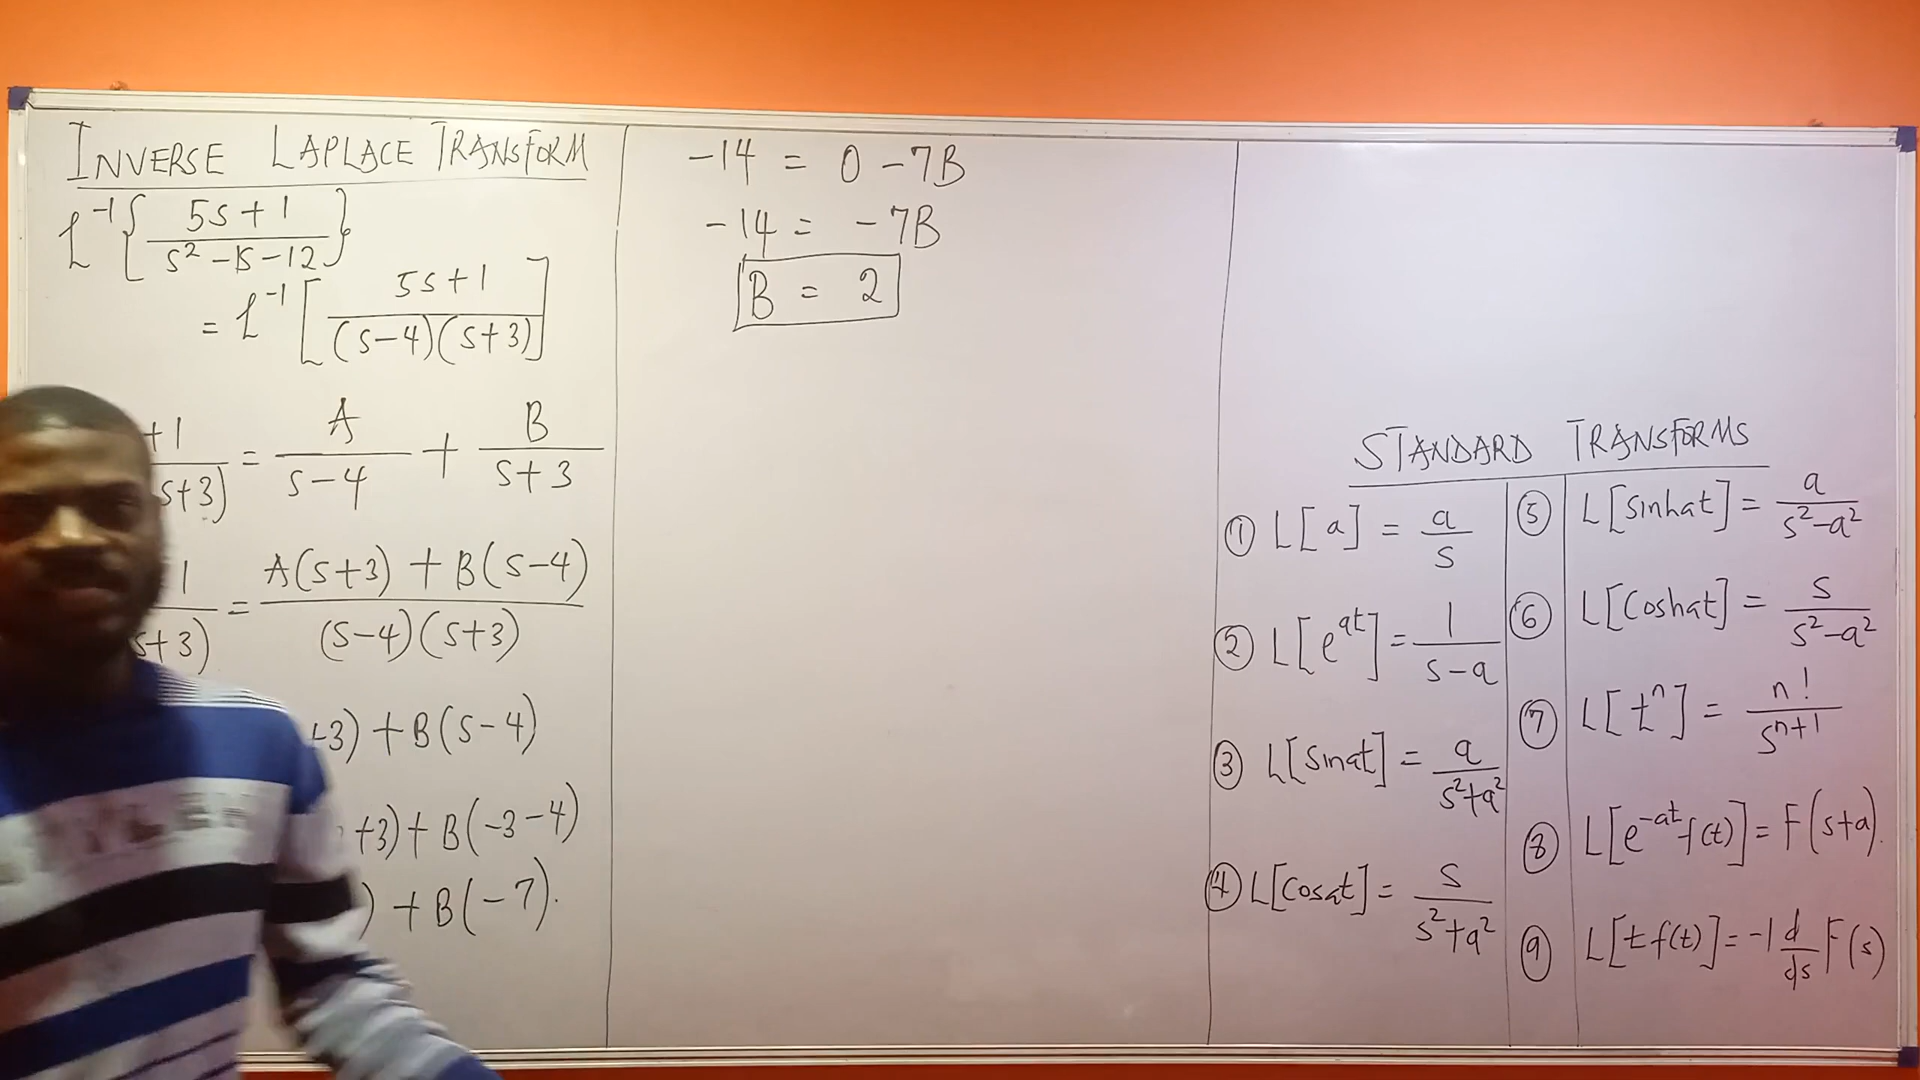 INVERSE LAPLACE TRANSFORM
L⁻¹{ (5s+1)/(s²-1s-12) }
= L⁻¹[ (5s+1)/((s-4)(s+3)) ]
+1/s+3) = A/(s-4) + B/(s+3)
1/s+3) = (A(s+3) + B(s-4))/((s-4)(s+3))
+3) + B(s-4)
+3) + B(-3-4)
) + B(-7).
-14 = 0 -7B
-14 = -7B
B = 2
STANDARD TRANSFORMS
① L[a] = a/s
② L[e^at] = 1/(s-a)
③ L[sinat] = a/(s²+a²)
④ L[Cosat] = s/(s²+a²)
⑤ L[sinhat] = a/(s²-a²)
⑥ L[Coshat] = s/(s²-a²)
⑦ L[tⁿ] = n!/s^(n+1)
⑧ L[e^-at f(t)] = F(s+a).
⑨ L[t f(t)] = -1 d/ds F(s)